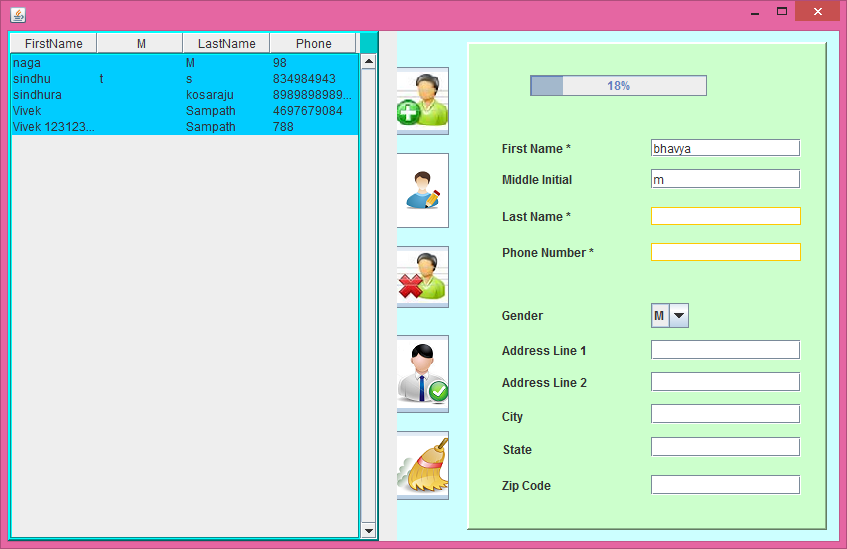 FirstName M LastName Phone
naga M 98
sindhu t s 834984943
sindhura kosaraju 8989898989...
Vivek Sampath 4697679084
Vivek 123123... Sampath 788
18%
First Name * bhavya
Middle Initial m
Last Name *
Phone Number *
Gender M
Address Line 1
Address Line 2
City
State
Zip Code